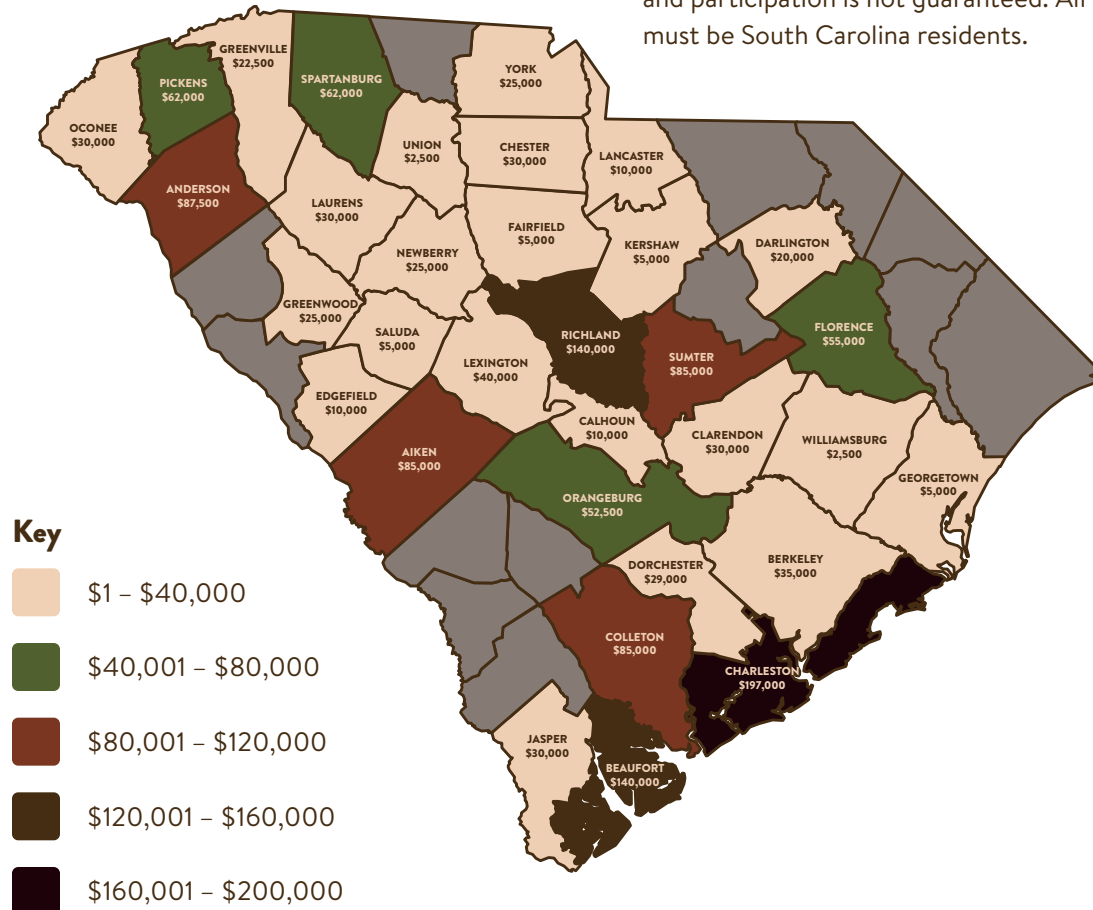 and participation is not guaranteed. All
must be South Carolina residents.
GREENVILLE
$22,500
PICKENS
$62,000
SPARTANBURG
$62,000
YORK
$25,000
OCONEE
$30,000
UNION
$2,500
CHESTER
$30,000
LANCASTER
$10,000
ANDERSON
$87,500
LAURENS
$30,000
FAIRFIELD
$5,000
KERSHAW
$5,000
DARLINGTON
$20,000
NEWBERRY
$25,000
GREENWOOD
$25,000
SALUDA
$5,000
RICHLAND
$140,000
FLORENCE
$55,000
SUMTER
$85,000
LEXINGTON
$40,000
EDGEFIELD
$10,000
CALHOUN
$10,000
CLARENDON
$30,000
WILLIAMSBURG
$2,500
AIKEN
$85,000
GEORGETOWN
$5,000
ORANGEBURG
$52,500
DORCHESTER
$29,000
BERKELEY
$35,000
COLLETON
$85,000
CHARLESTON
$197,000
JASPER
$30,000
BEAUFORT
$140,000
Key
$1 – $40,000
$40,001 – $80,000
$80,001 – $120,000
$120,001 – $160,000
$160,001 – $200,000